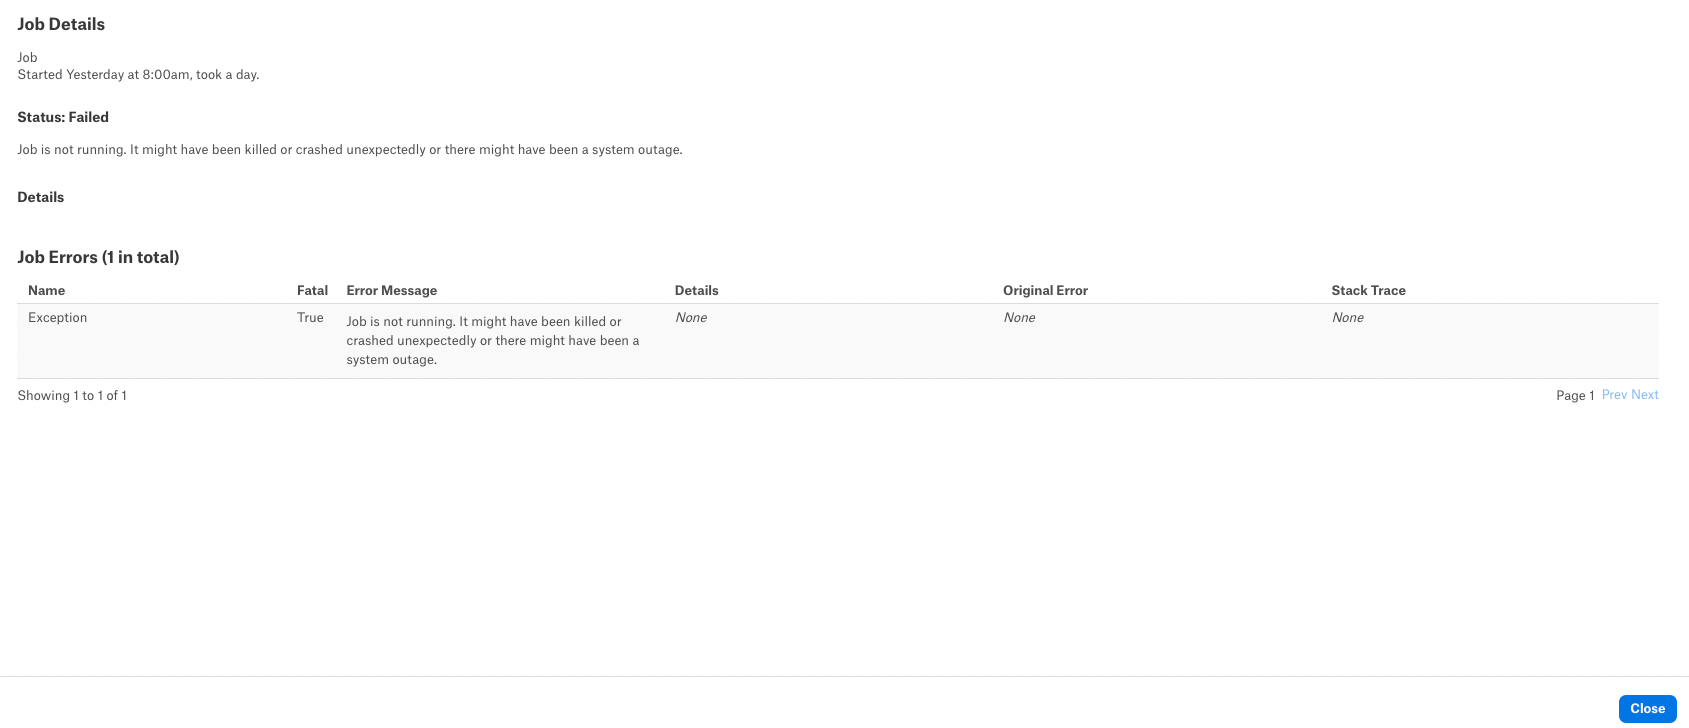 Job Details
Job
Started Yesterday at 8:00am, took a day.
Status: Failed
Job is not running. It might have been killed or crashed unexpectedly or there might have been a system outage.
Details
Job Errors (1 in total)
Name Fatal Error Message Details Original Error Stack Trace
Exception True Job is not running. It might have been killed or None None None
crashed unexpectedly or there might have been a
system outage.
Showing 1 to 1 of 1 Page 1 Prev Next
Close